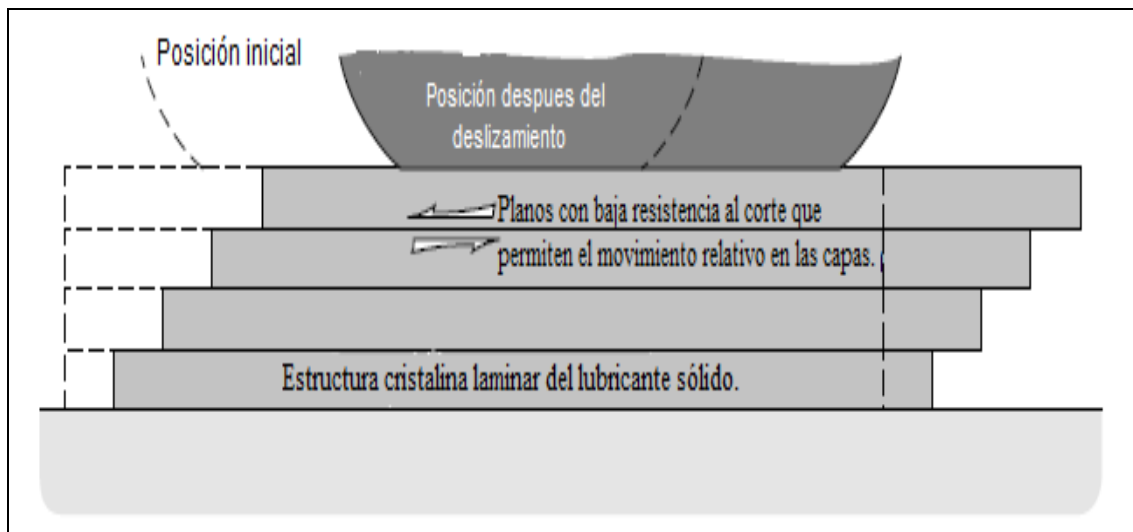 Posición inicial
Posición despues del
deslizamiento
Planos con baja resistencia al corte que
permiten el movimiento relativo en las capas.
Estructura cristalina laminar del lubricante sólido.